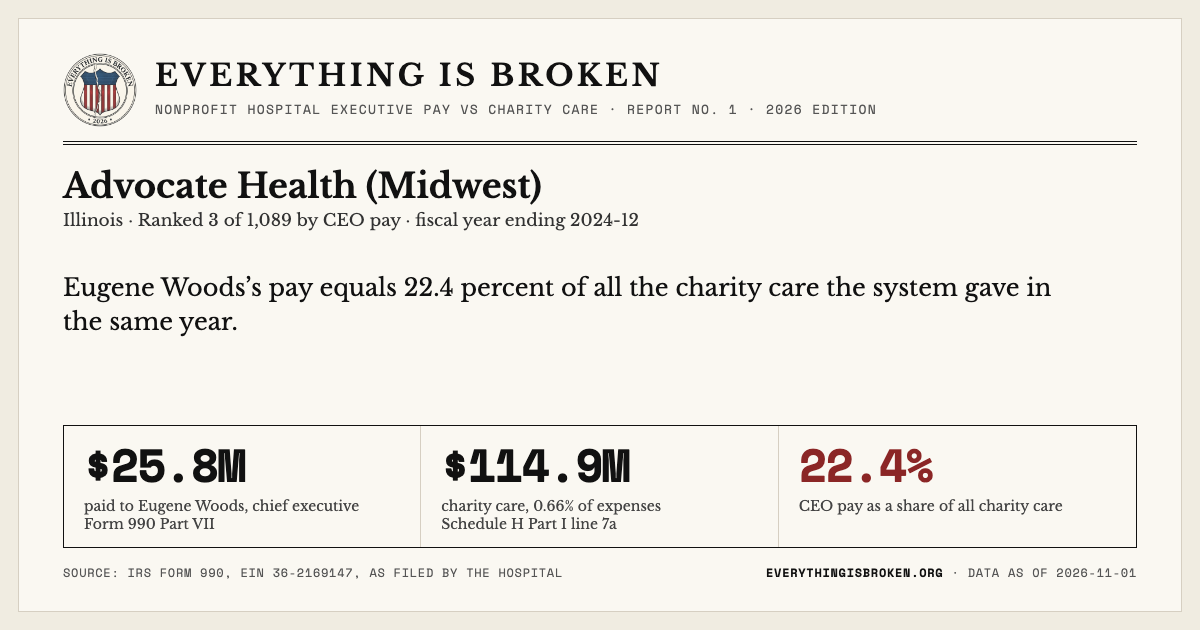 EVERYTHING IS BROKEN
2026
EVERYTHING IS BROKEN
NONPROFIT HOSPITAL EXECUTIVE PAY VS CHARITY CARE · REPORT NO. 1 · 2026 EDITION
Advocate Health (Midwest)
Illinois · Ranked 3 of 1,089 by CEO pay · fiscal year ending 2024-12
Eugene Woods’s pay equals 22.4 percent of all the charity care the system gave in
the same year.
$25.8M
paid to Eugene Woods, chief executive
Form 990 Part VII
$114.9M
charity care, 0.66% of expenses
Schedule H Part I line 7a
22.4%
CEO pay as a share of all charity care
SOURCE: IRS FORM 990, EIN 36-2169147, AS FILED BY THE HOSPITAL
EVERYTHINGISBROKEN.ORG · DATA AS OF 2026-11-01